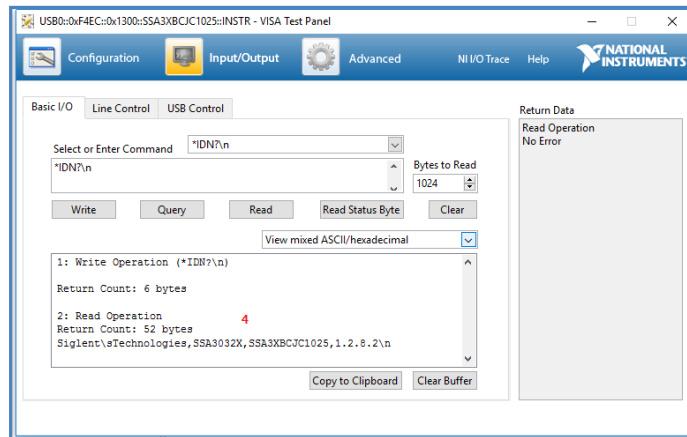 USB0::0xF4EC::0x1300::SSA3XBCJC1025::INSTR - VISA Test Panel
Configuration Input/Output Advanced NI I/O Trace Help NATIONAL INSTRUMENTS
Basic I/O Line Control USB Control
Return Data
Read Operation
No Error
Select or Enter Command *IDN?\n
*IDN?\n
Bytes to Read
1024
Write Query Read Read Status Byte Clear
View mixed ASCII/hexadecimal
1: Write Operation (*IDN?\n)
Return Count: 6 bytes
2: Read Operation
4
Return Count: 52 bytes
Siglent\sTechnologies,SSA3032X,SSA3XBCJC1025,1.2.8.2\n
Copy to Clipboard Clear Buffer